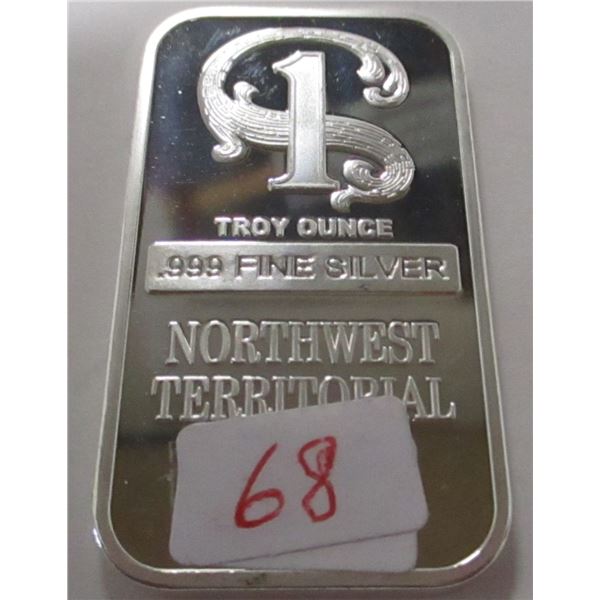 1
TROY OUNCE
.999 FINE SILVER
NORTHWEST
TERRITORIAL
68